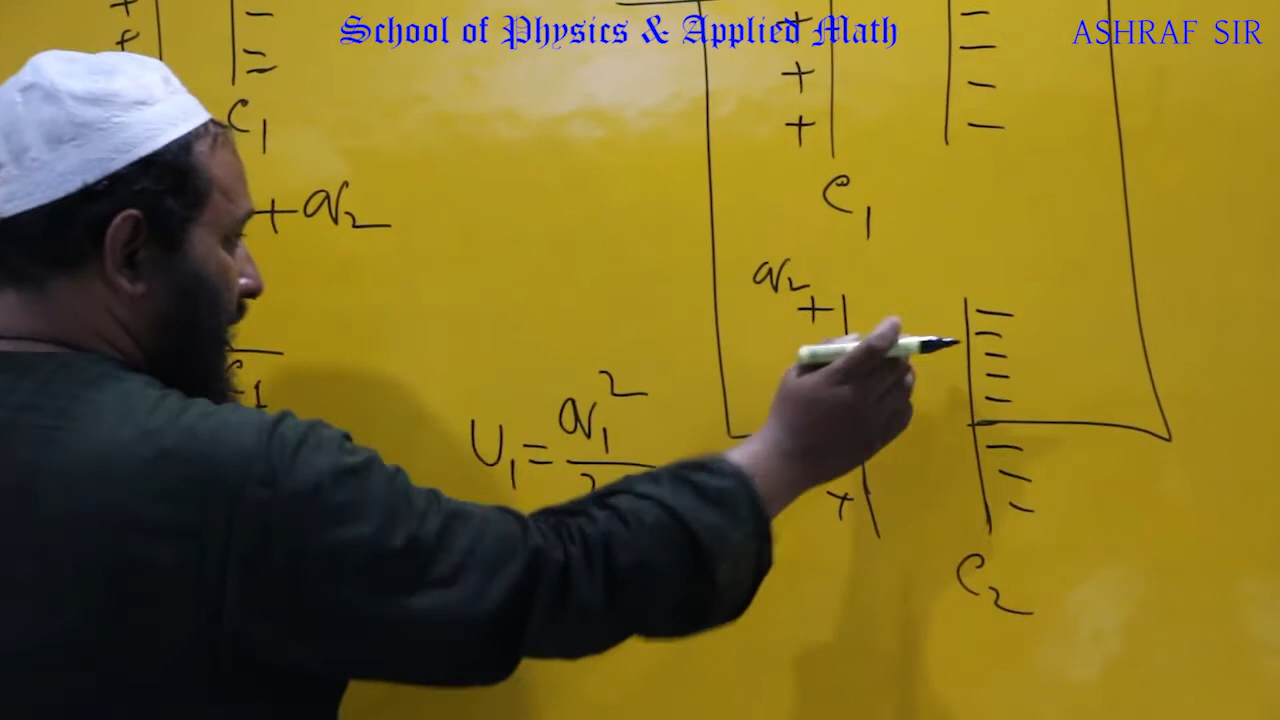 School of Physics & Applied Math
ASHRAF SIR
C1
C1
+q2
q2
U1 = q1²
C2